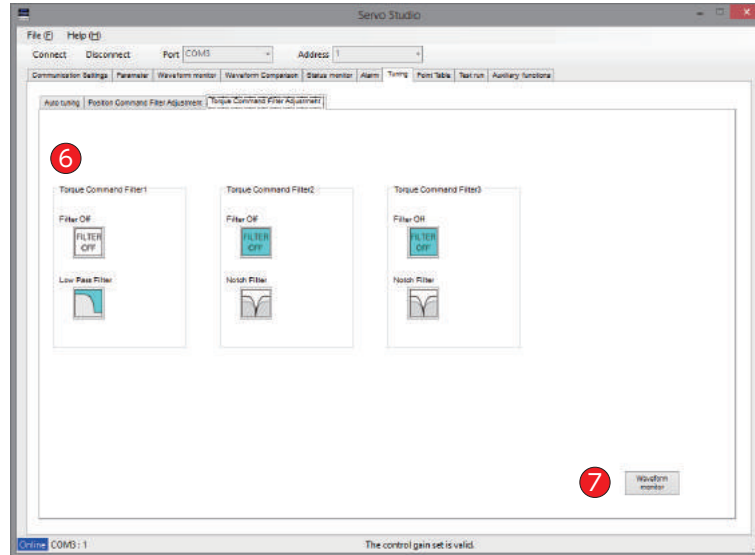 Servo Studio
File (F) Help (H)
Connect Disconnect Port COM3 Address 1
Communication Settings Parameter Waveform monitor Waveform Comparison Status monitor Alarm Tuning Point Table Test run Auxiliary functions
Auto tuning Position Command Filter Adjustment Torque Command Filter Adjustment
6
Torque Command Filter1 Torque Command Filter2 Torque Command Filter3
Filter Off Filter Off Filter Off
FILTER FILTER FILTER
OFF OFF OFF
Low Pass Filter Notch Filter Notch Filter
7
Waveform
monitor
Online COM3 : 1 The control gain set is valid.